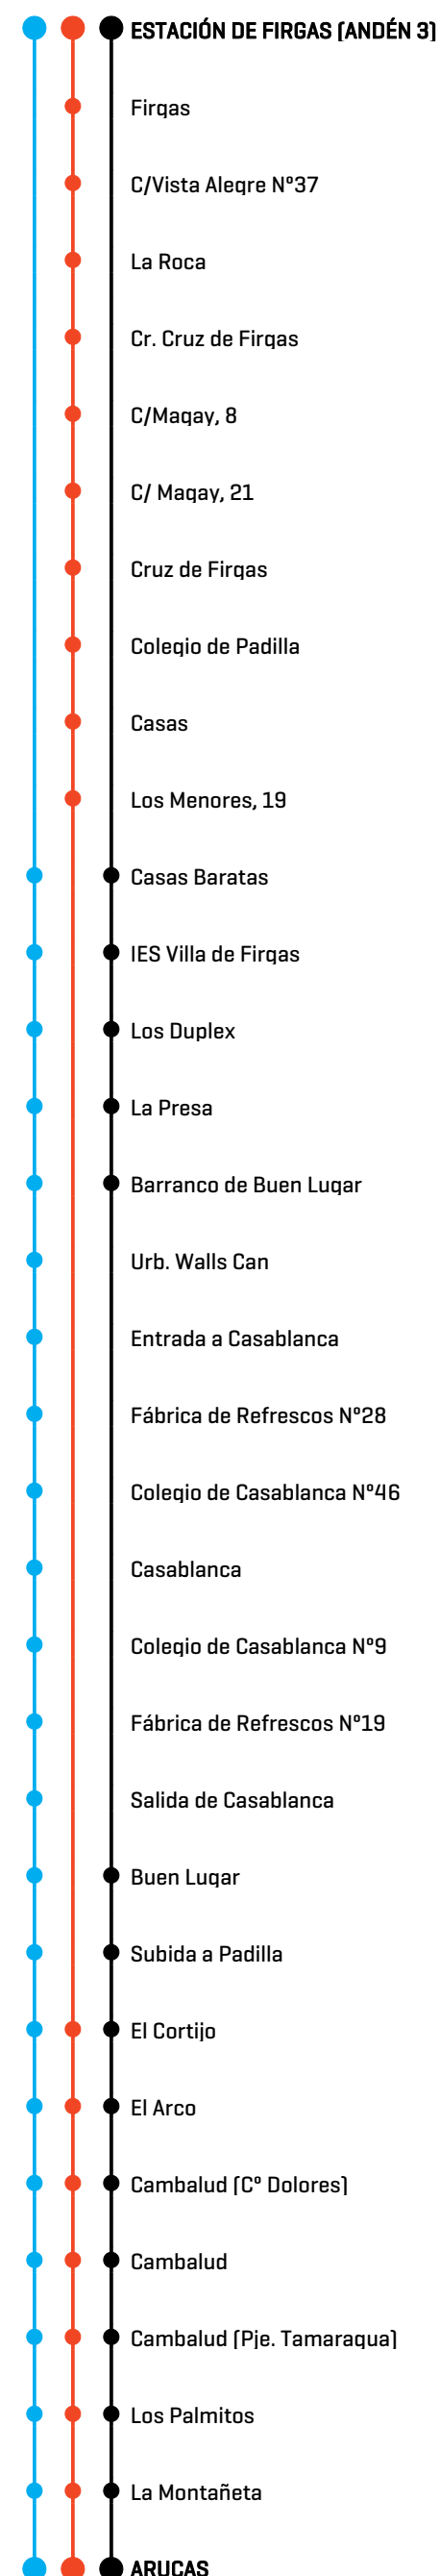 ESTACIÓN DE FIRGAS (ANDÉN 3)
Firgas
C/Vista Alegre Nº37
La Roca
Cr. Cruz de Firgas
C/Magay, 8
C/ Magay, 21
Cruz de Firgas
Colegio de Padilla
Casas
Los Menores, 19
Casas Baratas
IES Villa de Firgas
Los Duplex
La Presa
Barranco de Buen Lugar
Urb. Walls Can
Entrada a Casablanca
Fábrica de Refrescos Nº28
Colegio de Casablanca Nº46
Casablanca
Colegio de Casablanca Nº9
Fábrica de Refrescos Nº19
Salida de Casablanca
Buen Lugar
Subida a Padilla
El Cortijo
El Arco
Cambalud (Cº Dolores)
Cambalud
Cambalud (Pje. Tamaragua)
Los Palmitos
La Montañeta
ARUCAS